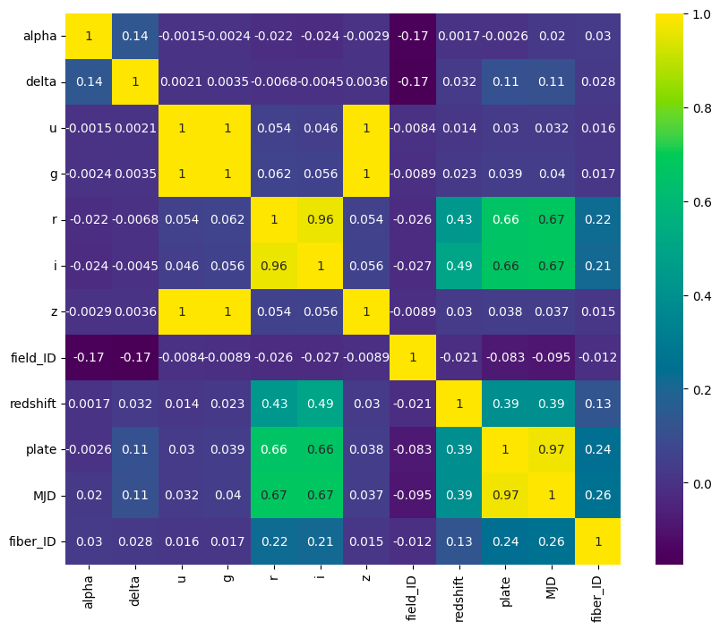 alpha 1 0.14 -0.0015 -0.0024 -0.022 -0.024 -0.0029 -0.17 0.0017 -0.0026 0.02 0.03
delta 0.14 1 0.0021 0.0035 -0.0068 -0.0045 0.0036 -0.17 0.032 0.11 0.11 0.028
u -0.0015 0.0021 1 1 0.054 0.046 1 -0.0084 0.014 0.03 0.032 0.016
g -0.0024 0.0035 1 1 0.062 0.056 1 -0.0089 0.023 0.039 0.04 0.017
r -0.022 -0.0068 0.054 0.062 1 0.96 0.054 -0.026 0.43 0.66 0.67 0.22
i -0.024 -0.0045 0.046 0.056 0.96 1 0.056 -0.027 0.49 0.66 0.67 0.21
z -0.0029 0.0036 1 1 0.054 0.056 1 -0.0089 0.03 0.038 0.037 0.015
field_ID -0.17 -0.17 -0.0084 -0.0089 -0.026 -0.027 -0.0089 1 -0.021 -0.083 -0.095 -0.012
redshift 0.0017 0.032 0.014 0.023 0.43 0.49 0.03 -0.021 1 0.39 0.39 0.13
plate -0.0026 0.11 0.03 0.039 0.66 0.66 0.038 -0.083 0.39 1 0.97 0.24
MJD 0.02 0.11 0.032 0.04 0.67 0.67 0.037 -0.095 0.39 0.97 1 0.26
fiber_ID 0.03 0.028 0.016 0.017 0.22 0.21 0.015 -0.012 0.13 0.24 0.26 1
alpha delta u g r i z field_ID redshift plate MJD fiber_ID
1.0
0.8
0.6
0.4
0.2
0.0